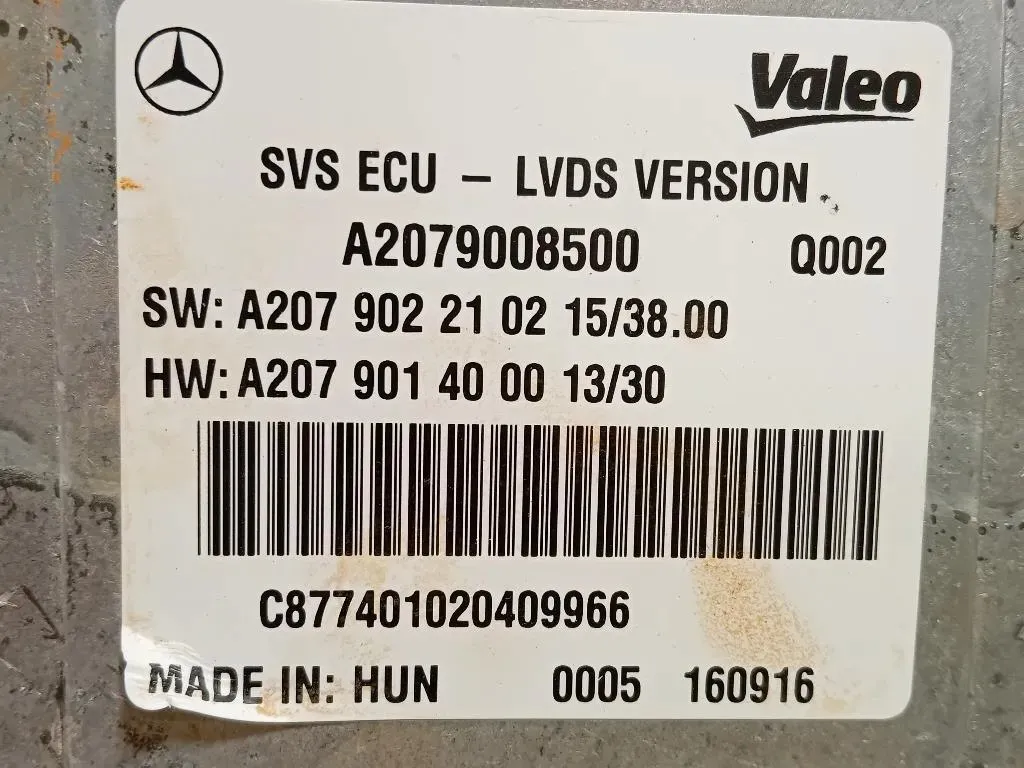 Valeo
SVS ECU – LVDS VERSION
A2079008500 Q002
SW: A207 902 21 02 15/38.00
HW: A207 901 40 00 13/30
C877401020409966
MADE IN: HUN 0005 160916